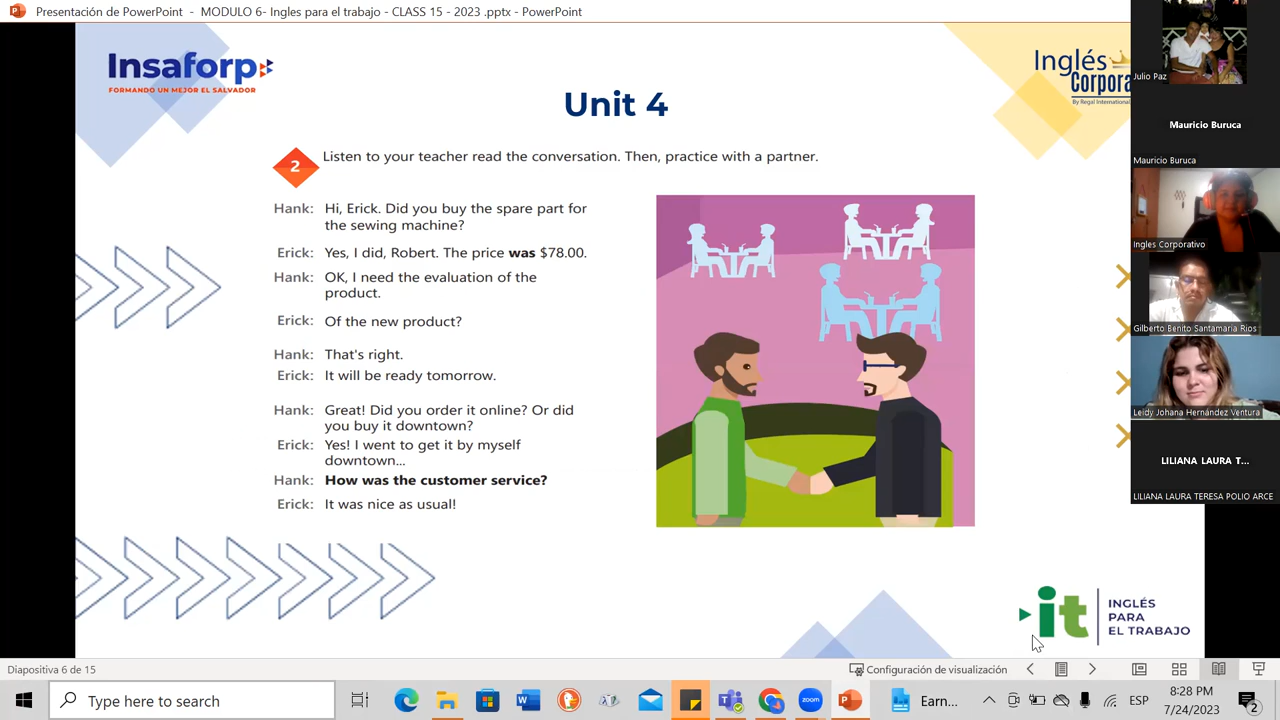 Presentación de PowerPoint - MODULO 6- Ingles para el trabajo - CLASS 15 - 2023 .pptx - PowerPoint
Insaforp
FORMANDO UN MEJOR EL SALVADOR
Inglés
Corpora
By Regal International
Unit 4
2
Listen to your teacher read the conversation. Then, practice with a partner.
Hank: Hi, Erick. Did you buy the spare part for
the sewing machine?
Erick: Yes, I did, Robert. The price was $78.00.
Hank: OK, I need the evaluation of the
product.
Erick: Of the new product?
Hank: That's right.
Erick: It will be ready tomorrow.
Hank: Great! Did you order it online? Or did
you buy it downtown?
Erick: Yes! I went to get it by myself
downtown...
Hank: How was the customer service?
Erick: It was nice as usual!
it
INGLÉS
PARA
EL TRABAJO
Julio Paz
Mauricio Buruca
Mauricio Buruca
Ingles Corporativo
Gilberto Benito Santamaria Rios
Leidy Johana Hernández Ventura
LILIANA LAURA T...
LILIANA LAURA TERESA POLIO ARCE
Diapositiva 6 de 15
Configuración de visualización
Type here to search
zoom
Earn...
ESP
8:28 PM
7/24/2023
2